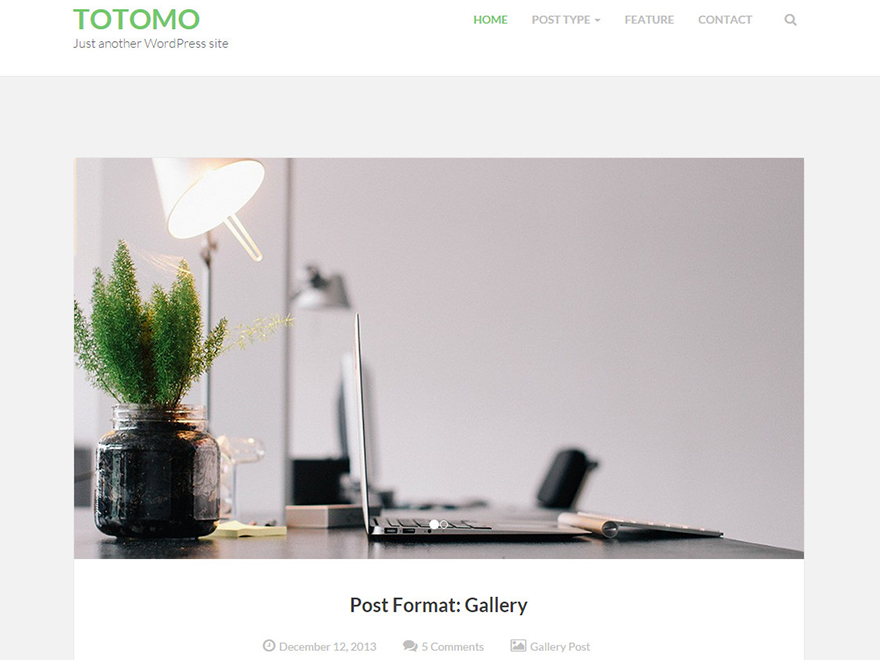 TOTOMO
Just another WordPress site
HOME POST TYPE FEATURE CONTACT
Post Format: Gallery
December 12, 2013 5 Comments Gallery Post